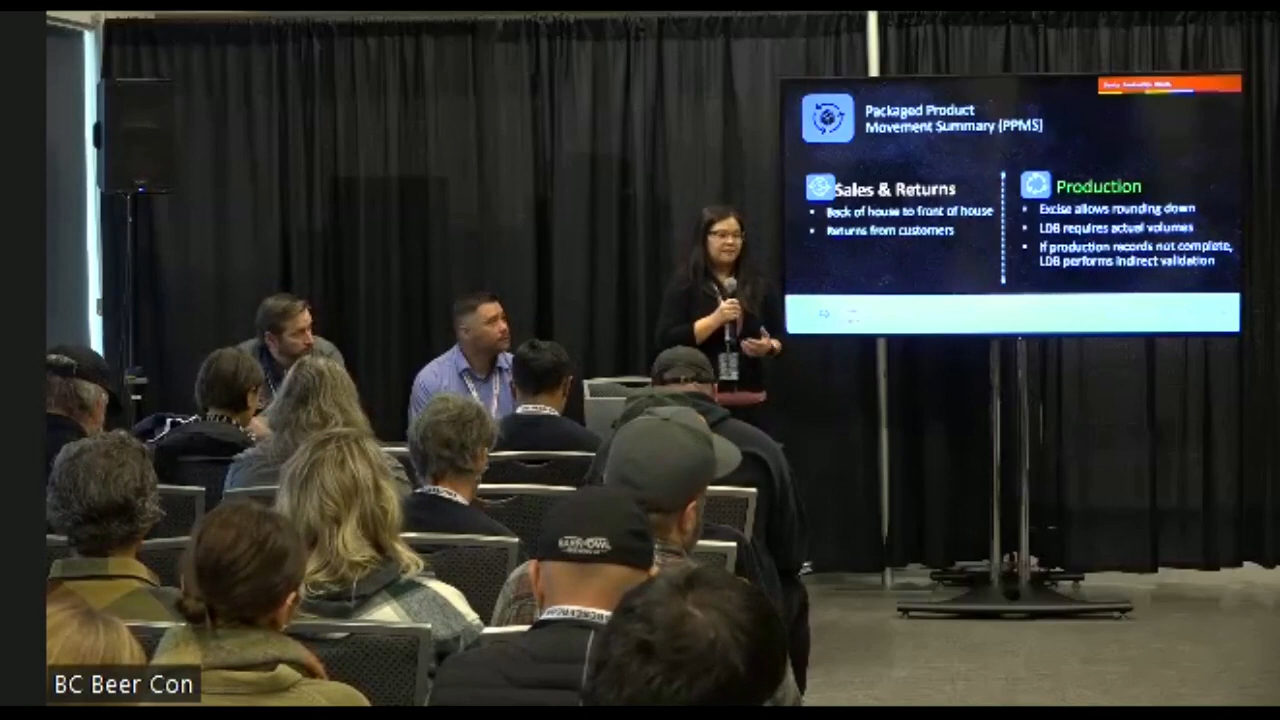 Packaged Product
Movement Summary (PPMS)
Sales & Returns
• Back of house to front of house
• Returns from customers
Production
• Excise allows rounding down
• LDB requires actual volumes
• If production records not complete,
LDB performs indirect validation
BARN OWL
BC Beer Con